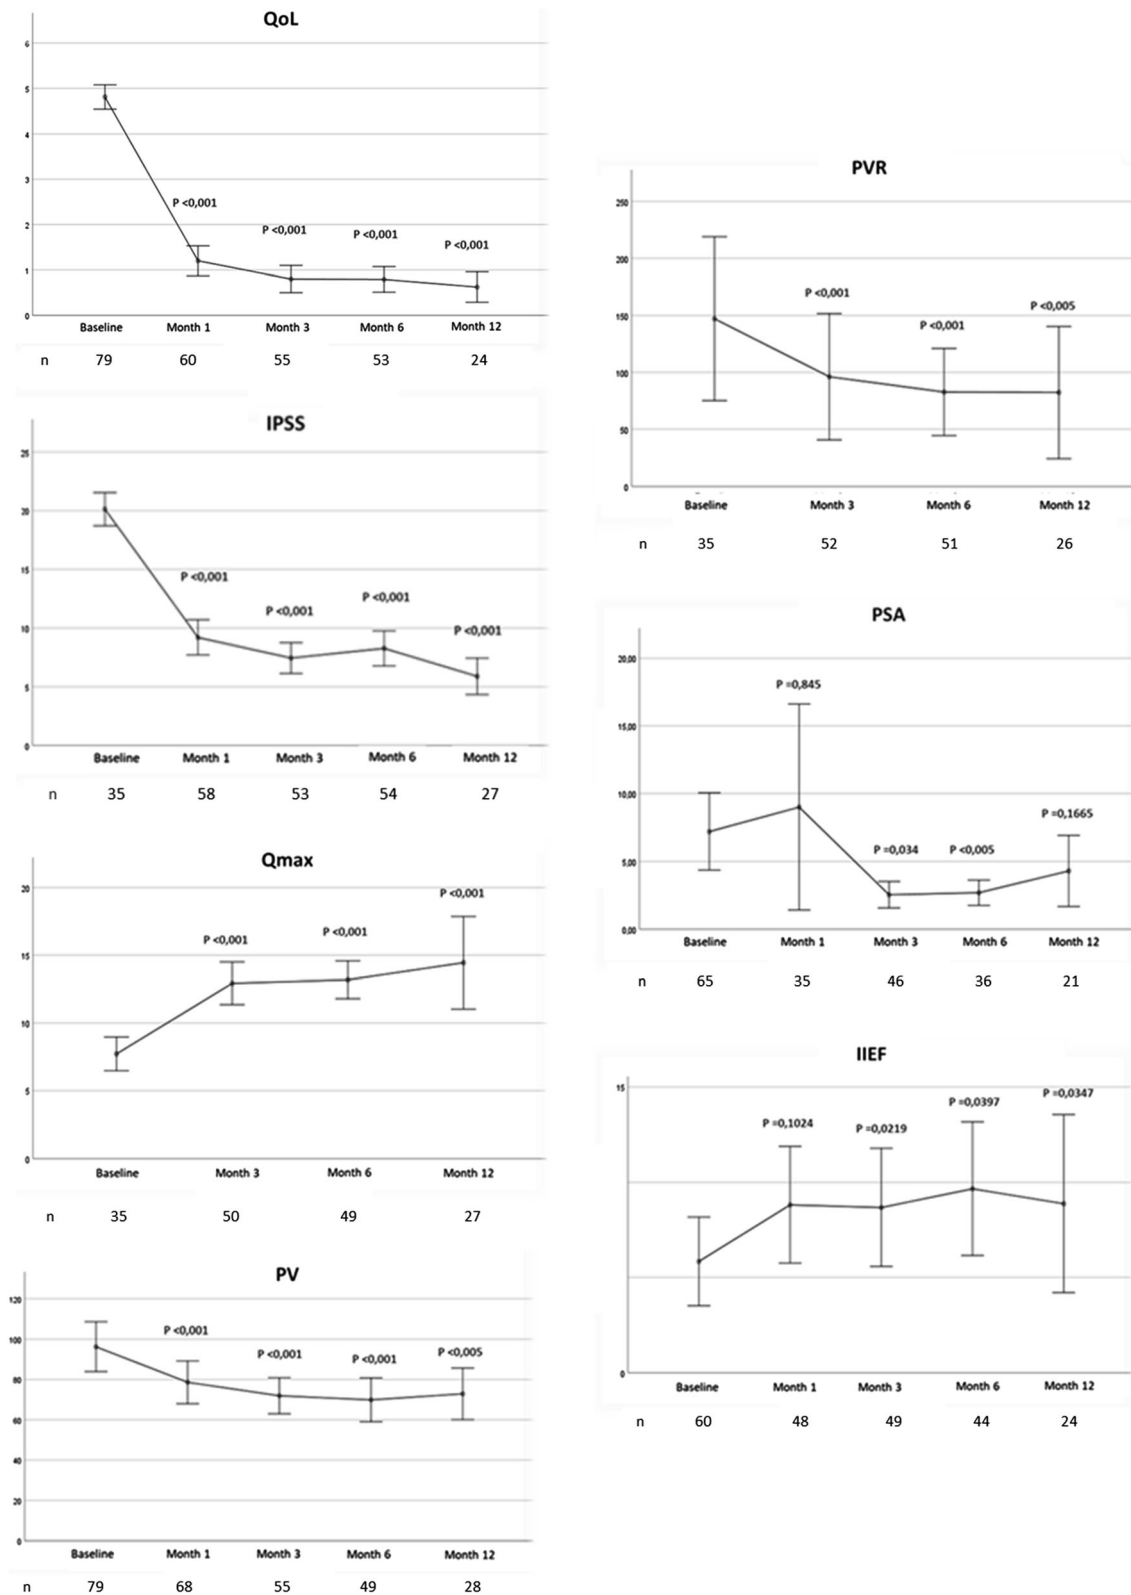 QoL
6
5
4
3
2
1
0
P <0,001
P <0,001
P <0,001
P <0,001
Baseline Month 1 Month 3 Month 6 Month 12
n 79 60 55 53 24
IPSS
25
20
15
10
5
0
P <0,001
P <0,001
P <0,001
P <0,001
Baseline Month 1 Month 3 Month 6 Month 12
n 35 58 53 54 27
Qmax
20
15
10
5
0
P <0,001
P <0,001
P <0,001
Baseline Month 3 Month 6 Month 12
n 35 50 49 27
PV
120
100
80
60
40
20
0
P <0,001
P <0,001
P <0,001
P <0,005
Baseline Month 1 Month 3 Month 6 Month 12
n 79 68 55 49 28
PVR
250
200
150
100
50
0
P <0,001
P <0,001
P <0,005
Baseline Month 3 Month 6 Month 12
n 35 52 51 26
PSA
20,00
15,00
10,00
5,00
0,00
P =0,845
P =0,034
P <0,005
P =0,1665
Baseline Month 1 Month 3 Month 6 Month 12
n 65 35 46 36 21
IIEF
15
0
P =0,1024
P =0,0219
P =0,0397
P =0,0347
Baseline Month 1 Month 3 Month 6 Month 12
n 60 48 49 44 24